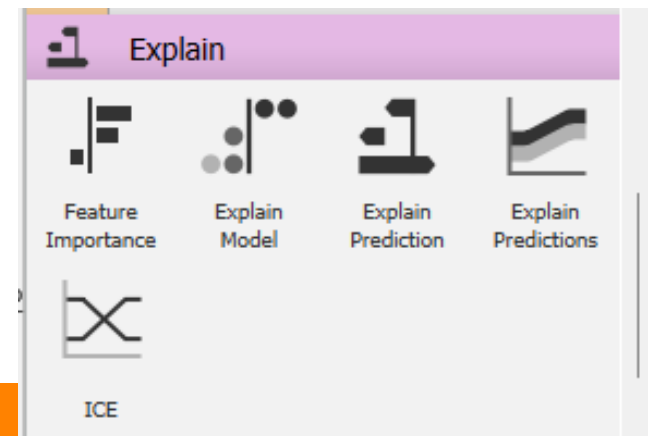 Explain
Feature
Importance
Explain
Model
Explain
Prediction
Explain
Predictions
ICE